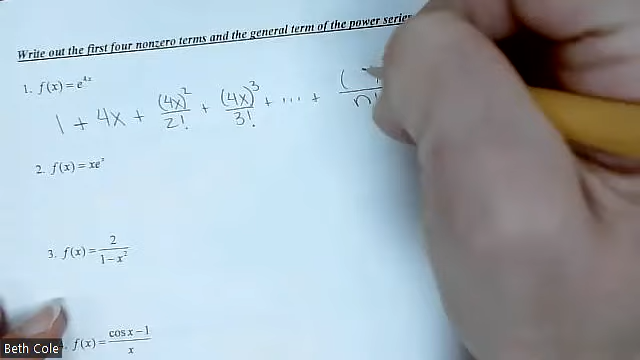 Write out the first four nonzero terms and the general term of the power series
1. f(x) = e^{4x}
1 + 4x + (4x)^2/2! + (4x)^3/3! + ... + ( /n!
2. f(x) = xe^x
3. f(x) = 2/(1-x^2)
f(x) = (cos x - 1)/x
Beth Cole